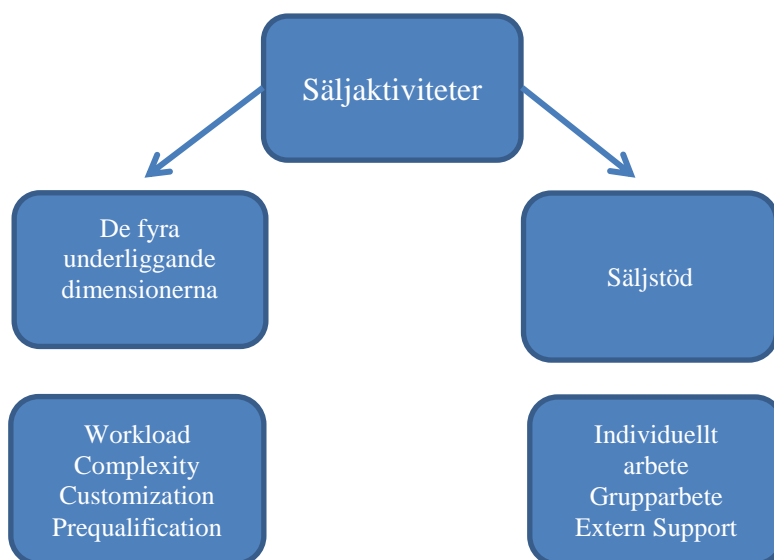 Säljaktiviteter
De fyra
underliggande
dimensionerna
Säljstöd
Workload
Complexity
Customization
Prequalification
Individuellt
arbete
Grupparbete
Extern Support